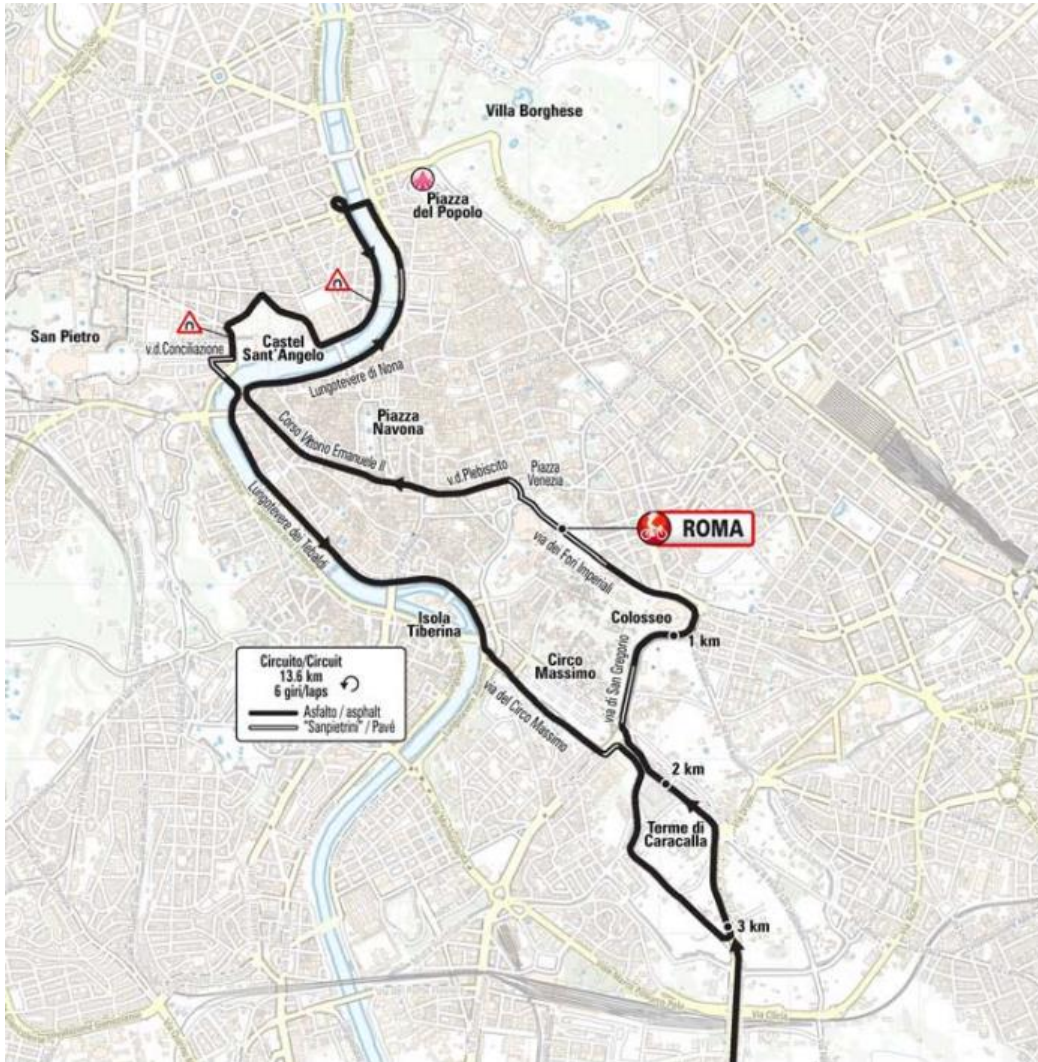 Villa Borghese
Piazza
del Popolo
San Pietro
v.d.Conciliazione
Castel
Sant'Angelo
Lungotevere di Nona
Piazza
Navona
Corso Vittorio Emanuele II
v.d.Plebiscito
Piazza
Venezia
ROMA
via dei Fori Imperiali
Lungotevere dei Tebaldi
Isola
Tiberina
Colosseo
1 km
Circo
Massimo
via di San Gregorio
via del Circo Massimo
Circuito/Circuit
13.6 km
6 giri/laps
Asfalto / asphalt
"Sanpietrini" / Pavé
2 km
Terme di
Caracalla
3 km
Via Cilicia